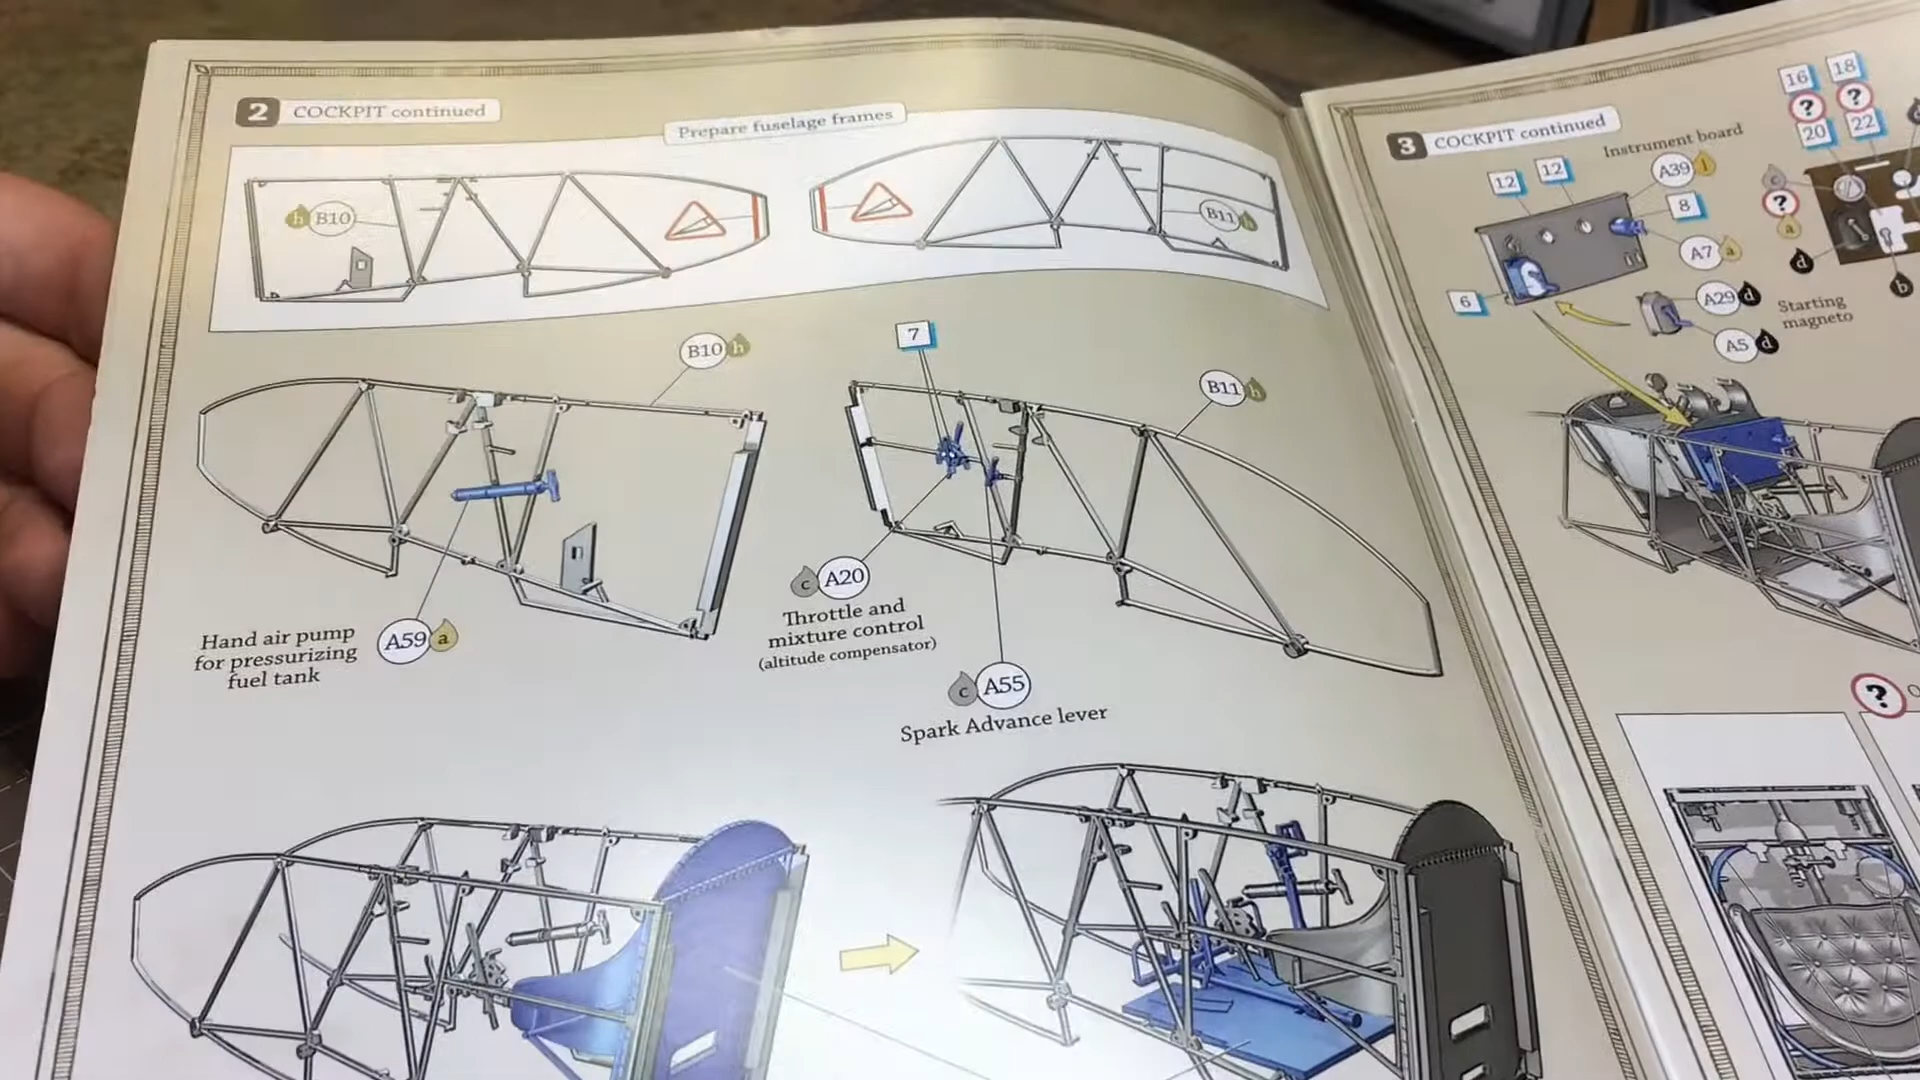 2 COCKPIT continued
Prepare fuselage frames
h B10
B11 h
B10 h
7
B11 h
Hand air pump
for pressurizing
fuel tank
A59 a
c A20
Throttle and
mixture control
(altitude compensator)
c A55
Spark Advance lever
3 COCKPIT continued
Instrument board
16 18
? ?
20 22
12 12
A39
8
A7 a
6
A29 d
A5 d
Starting
magneto
c
?
a
d
b
?